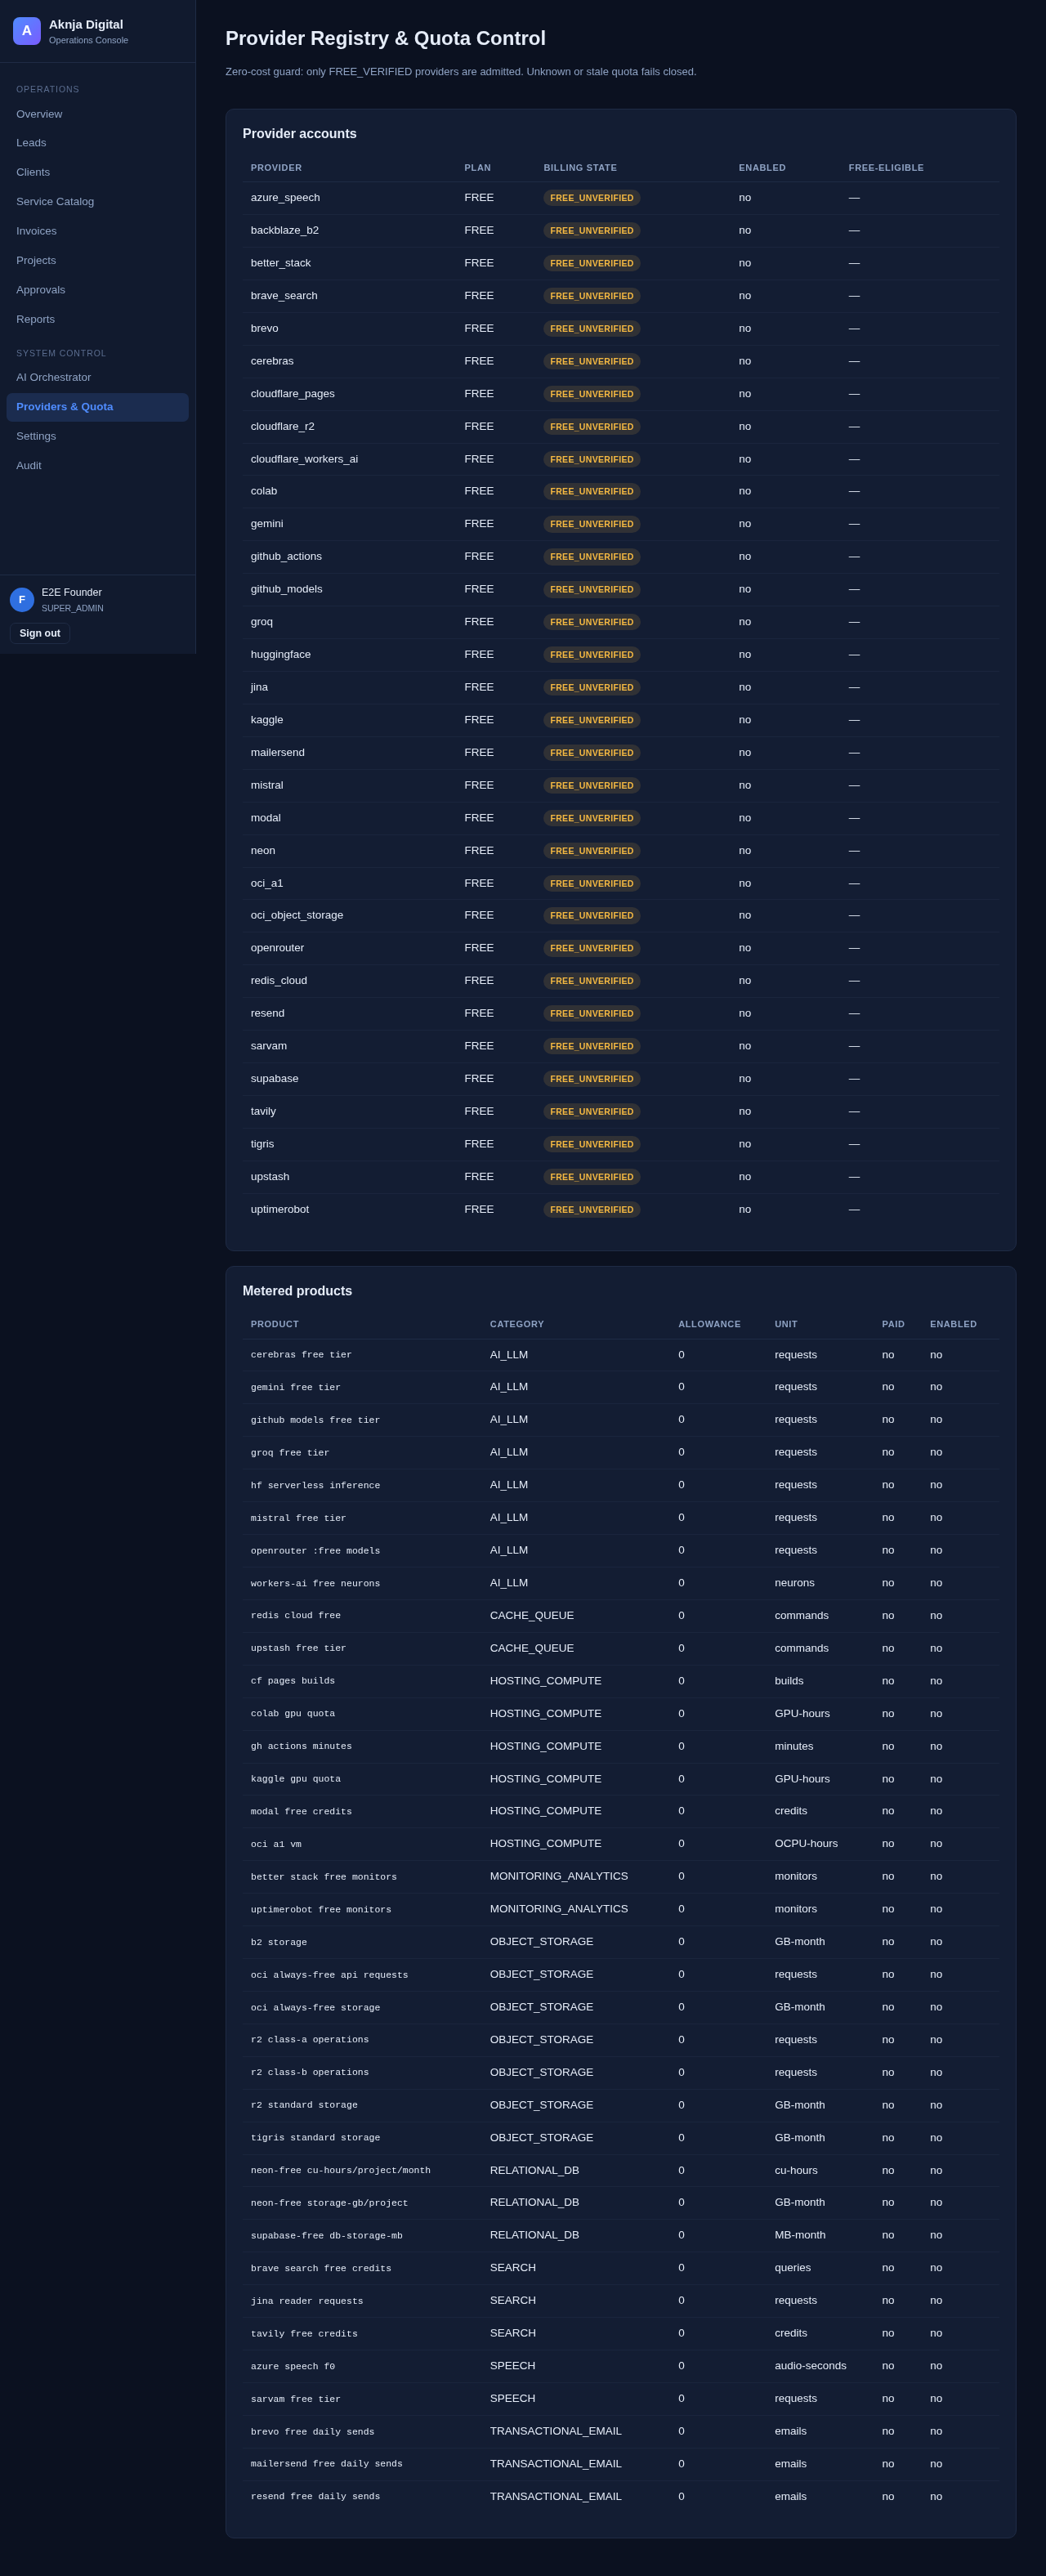 A
Aknja Digital
Operations Console
OPERATIONS
Overview
Leads
Clients
Service Catalog
Invoices
Projects
Approvals
Reports
SYSTEM CONTROL
AI Orchestrator
Providers & Quota
Settings
Audit
F
E2E Founder
SUPER_ADMIN
Sign out
Provider Registry & Quota Control
Zero-cost guard: only FREE_VERIFIED providers are admitted. Unknown or stale quota fails closed.
Provider accounts
PROVIDER PLAN BILLING STATE ENABLED FREE-ELIGIBLE
azure_speech FREE FREE_UNVERIFIED no —
backblaze_b2 FREE FREE_UNVERIFIED no —
better_stack FREE FREE_UNVERIFIED no —
brave_search FREE FREE_UNVERIFIED no —
brevo FREE FREE_UNVERIFIED no —
cerebras FREE FREE_UNVERIFIED no —
cloudflare_pages FREE FREE_UNVERIFIED no —
cloudflare_r2 FREE FREE_UNVERIFIED no —
cloudflare_workers_ai FREE FREE_UNVERIFIED no —
colab FREE FREE_UNVERIFIED no —
gemini FREE FREE_UNVERIFIED no —
github_actions FREE FREE_UNVERIFIED no —
github_models FREE FREE_UNVERIFIED no —
groq FREE FREE_UNVERIFIED no —
huggingface FREE FREE_UNVERIFIED no —
jina FREE FREE_UNVERIFIED no —
kaggle FREE FREE_UNVERIFIED no —
mailersend FREE FREE_UNVERIFIED no —
mistral FREE FREE_UNVERIFIED no —
modal FREE FREE_UNVERIFIED no —
neon FREE FREE_UNVERIFIED no —
oci_a1 FREE FREE_UNVERIFIED no —
oci_object_storage FREE FREE_UNVERIFIED no —
openrouter FREE FREE_UNVERIFIED no —
redis_cloud FREE FREE_UNVERIFIED no —
resend FREE FREE_UNVERIFIED no —
sarvam FREE FREE_UNVERIFIED no —
supabase FREE FREE_UNVERIFIED no —
tavily FREE FREE_UNVERIFIED no —
tigris FREE FREE_UNVERIFIED no —
upstash FREE FREE_UNVERIFIED no —
uptimerobot FREE FREE_UNVERIFIED no —
Metered products
PRODUCT CATEGORY ALLOWANCE UNIT PAID ENABLED
cerebras free tier AI_LLM 0 requests no no
gemini free tier AI_LLM 0 requests no no
github models free tier AI_LLM 0 requests no no
groq free tier AI_LLM 0 requests no no
hf serverless inference AI_LLM 0 requests no no
mistral free tier AI_LLM 0 requests no no
openrouter :free models AI_LLM 0 requests no no
workers-ai free neurons AI_LLM 0 neurons no no
redis cloud free CACHE_QUEUE 0 commands no no
upstash free tier CACHE_QUEUE 0 commands no no
cf pages builds HOSTING_COMPUTE 0 builds no no
colab gpu quota HOSTING_COMPUTE 0 GPU-hours no no
gh actions minutes HOSTING_COMPUTE 0 minutes no no
kaggle gpu quota HOSTING_COMPUTE 0 GPU-hours no no
modal free credits HOSTING_COMPUTE 0 credits no no
oci a1 vm HOSTING_COMPUTE 0 OCPU-hours no no
better stack free monitors MONITORING_ANALYTICS 0 monitors no no
uptimerobot free monitors MONITORING_ANALYTICS 0 monitors no no
b2 storage OBJECT_STORAGE 0 GB-month no no
oci always-free api requests OBJECT_STORAGE 0 requests no no
oci always-free storage OBJECT_STORAGE 0 GB-month no no
r2 class-a operations OBJECT_STORAGE 0 requests no no
r2 class-b operations OBJECT_STORAGE 0 requests no no
r2 standard storage OBJECT_STORAGE 0 GB-month no no
tigris standard storage OBJECT_STORAGE 0 GB-month no no
neon-free cu-hours/project/month RELATIONAL_DB 0 cu-hours no no
neon-free storage-gb/project RELATIONAL_DB 0 GB-month no no
supabase-free db-storage-mb RELATIONAL_DB 0 MB-month no no
brave search free credits SEARCH 0 queries no no
jina reader requests SEARCH 0 requests no no
tavily free credits SEARCH 0 credits no no
azure speech f0 SPEECH 0 audio-seconds no no
sarvam free tier SPEECH 0 requests no no
brevo free daily sends TRANSACTIONAL_EMAIL 0 emails no no
mailersend free daily sends TRANSACTIONAL_EMAIL 0 emails no no
resend free daily sends TRANSACTIONAL_EMAIL 0 emails no no